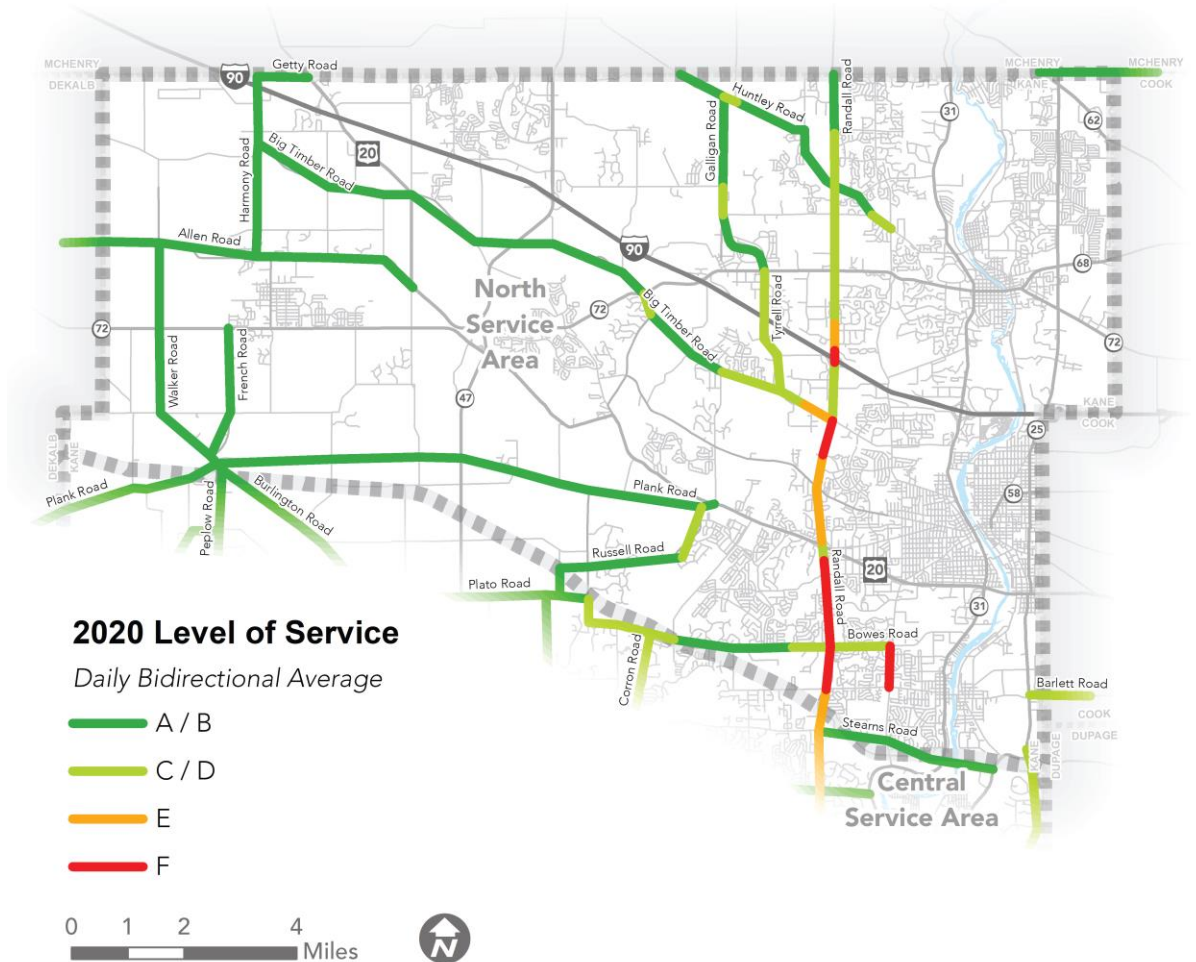 Getty Road
90
MCHENRY
DEKALB
MCHENRY
KANE
MCHENRY
COOK
Huntley Road
Randall Road
Galligan Road
31
62
20
Big Timber Road
Harmony Road
Allen Road
90
68
North
Service
Area
72
Big Timber Road
Tyrrell Road
72
72
Walker Road
French Road
47
KANE
COOK
25
DEKALB
KANE
Plank Road
Peplow Road
Burlington Road
Plank Road
58
Russell Road
Randall Road
20
Plato Road
31
Bowes Road
Corron Road
Barlett Road
COOK
DUPAGE
KANE
DUPAGE
Stearns Road
Central
Service Area
2020 Level of Service
Daily Bidirectional Average
A / B
C / D
E
F
0 1 2 4
Miles
N